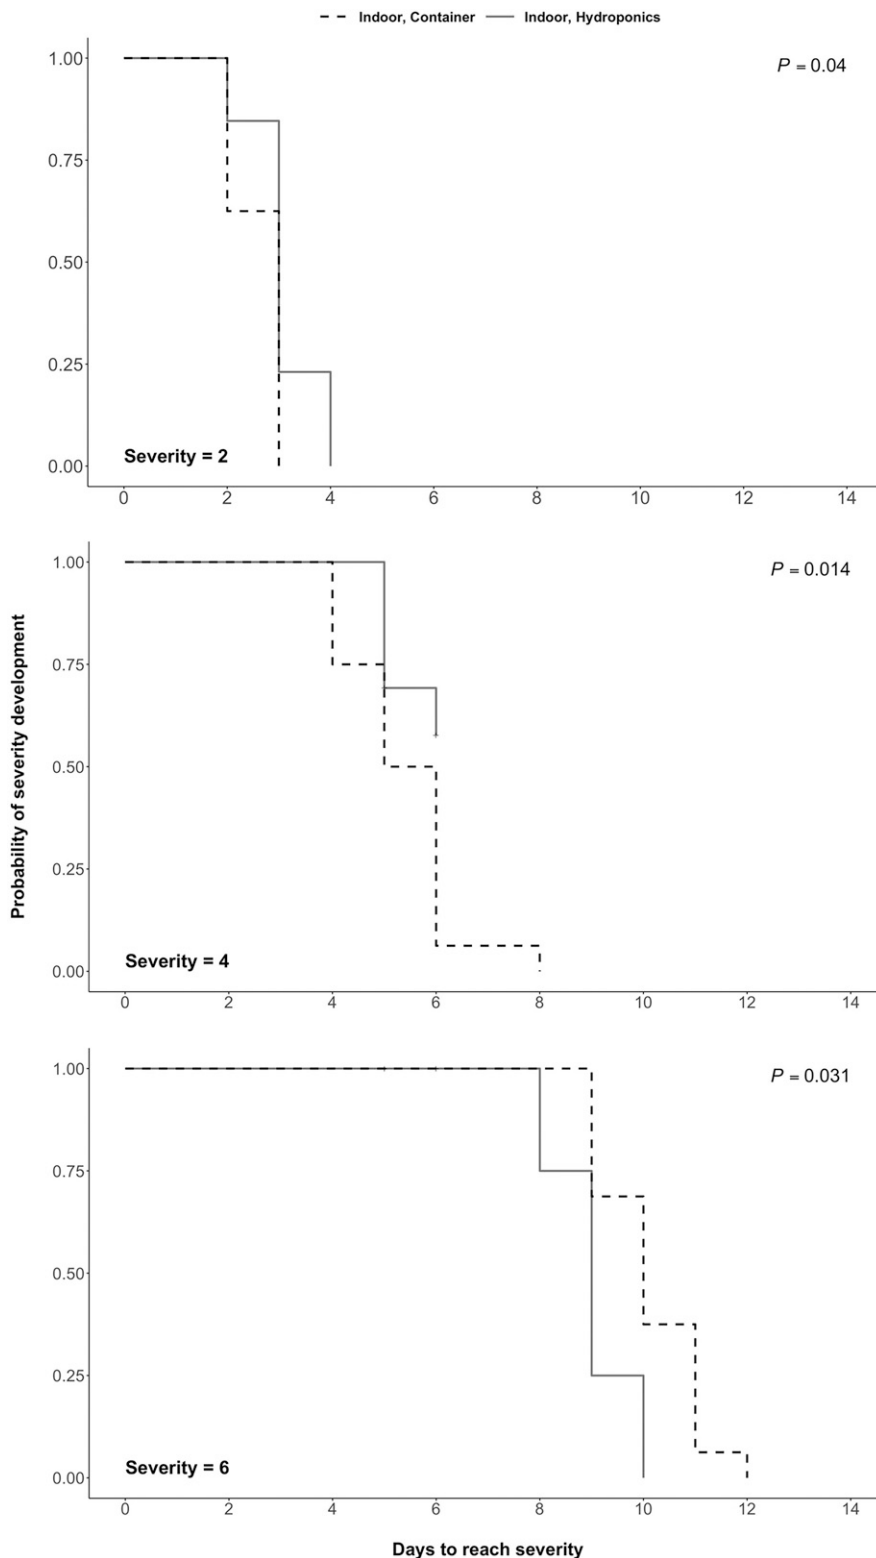 Indoor, Container Indoor, Hydroponics
P = 0.04
1.00
0.75
0.50
0.25
0.00
Severity = 2
0 2 4 6 8 10 12 14
P = 0.014
1.00
0.75
0.50
0.25
0.00
Severity = 4
0 2 4 6 8 10 12 14
Probability of severity development
P = 0.031
1.00
0.75
0.50
0.25
0.00
Severity = 6
0 2 4 6 8 10 12 14
Days to reach severity